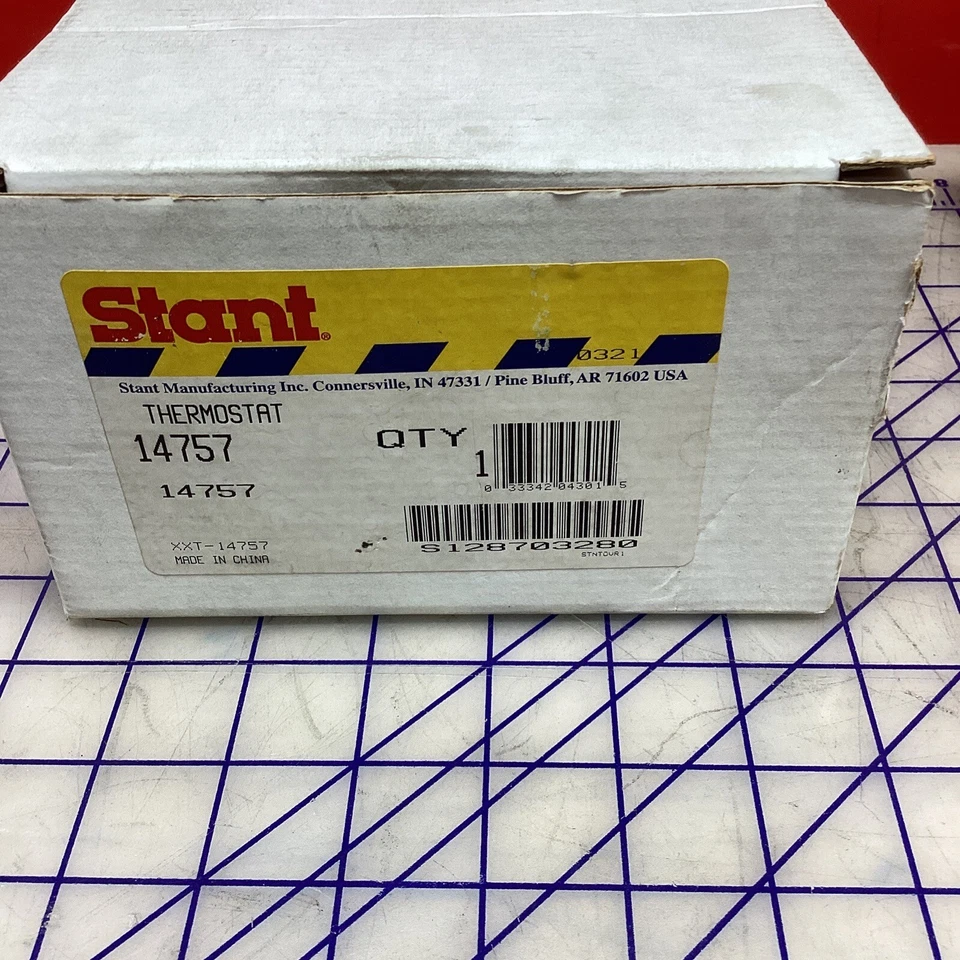 Stant®
0321
Stant Manufacturing Inc. Connersville, IN 47331 / Pine Bluff, AR 71602 USA
THERMOSTAT
14757
QTY 1
0 33342 04301 5
14757
S128703280
XXT-14757
STNTOVR1
MADE IN CHINA